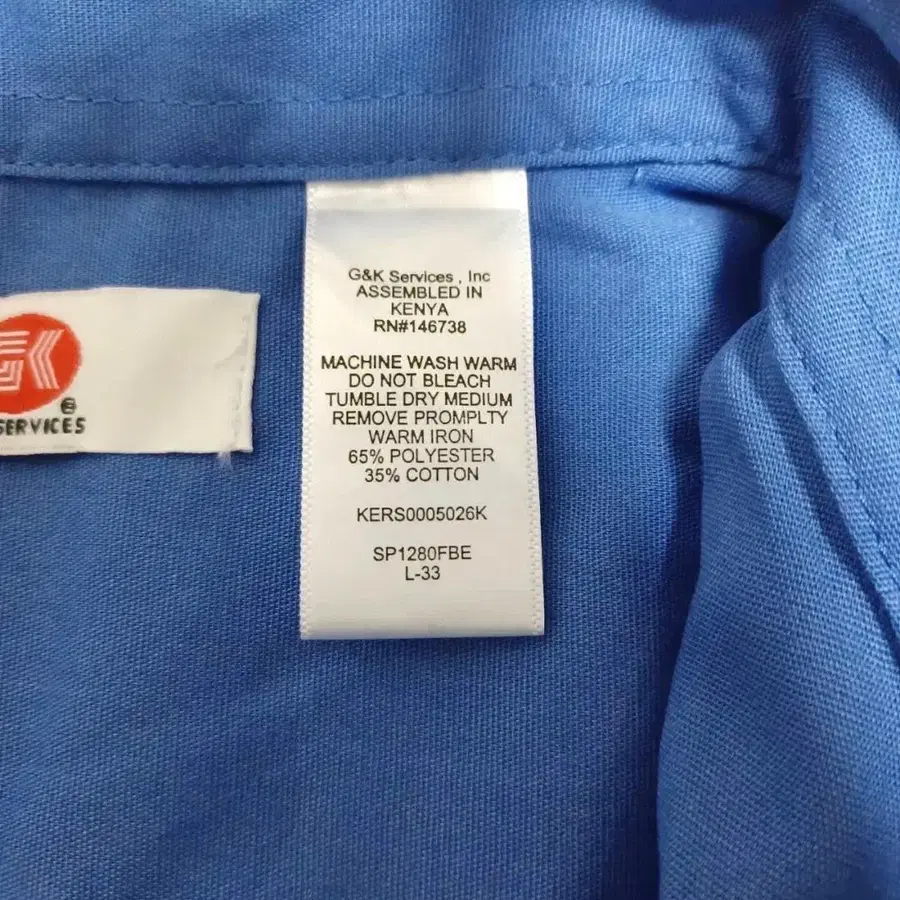 G&K Services , Inc
ASSEMBLED IN
KENYA
RN#146738
MACHINE WASH WARM
DO NOT BLEACH
TUMBLE DRY MEDIUM
REMOVE PROMPLTY
WARM IRON
65% POLYESTER
35% COTTON
KERS0005026K
SP1280FBE
L-33
GK
®
SERVICES